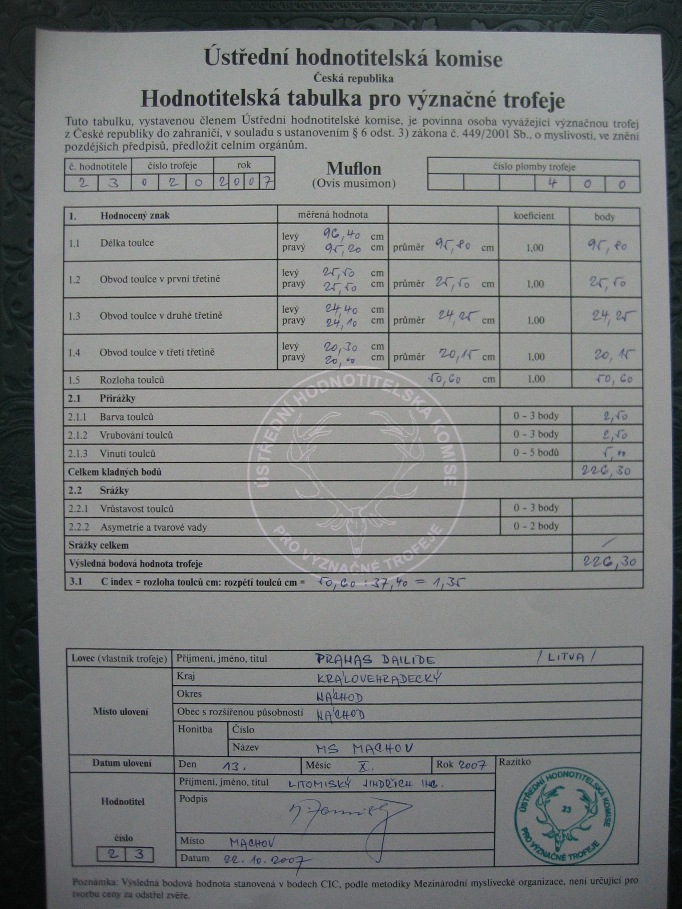 Ústřední hodnotitelská komise
Česká republika
Hodnotitelská tabulka pro význačné trofeje
Tuto tabulku, vystavenou členem Ústřední hodnotitelské komise, je povinna osoba vyvážející význačnou trofej
z České republiky do zahraničí, v souladu s ustanovením § 6 odst. 3) zákona č. 449/2001 Sb., o myslivosti, ve znění
pozdějších předpisů, předložit celním orgánům.
č. hodnotitele číslo trofeje rok
2 3 0 2 0 2 0 0 7
Muflon
(Ovis musimon)
číslo plomby trofeje
4 0 0
1. Hodnocený znak měřená hodnota koeficient body
1.1 Délka toulce levý 96,40 cm
pravý 95,20 cm průměr 95,80 cm 1,00 95,80
1.2 Obvod toulce v první třetině levý 25,50 cm
pravý 25,50 cm průměr 25,50 cm 1,00 25,50
1.3 Obvod toulce v druhé třetině levý 24,40 cm
pravý 24,10 cm průměr 24,25 cm 1,00 24,25
1.4 Obvod toulce v třetí třetině levý 20,30 cm
pravý 20,00 cm průměr 20,15 cm 1,00 20,15
1.5 Rozloha toulců 50,60 cm 1,00 50,60
2.1 Přirážky
2.1.1 Barva toulců 0 – 3 body 2,50
2.1.2 Vrubování toulců 0 – 3 body 2,50
2.1.3 Vinutí toulců 0 – 5 bodů 5,00
Celkem kladných bodů 226,30
2.2 Srážky
2.2.1 Vrůstavost toulců 0 – 3 body
2.2.2 Asymetrie a tvarové vady 0 – 2 body
Srážky celkem /
Výsledná bodová hodnota trofeje 226,30
3.1 C index = rozloha toulců cm: rozpětí toulců cm = 50,60 : 37,40 = 1,35
ÚSTŘEDNÍ HODNOTITELSKÁ KOMISE
PRO VÝZNAČNÉ TROFEJE
Lovec (vlastník trofeje) Příjmení, jméno, titul PRANAS DAILIDE / LITVA /
Místo ulovení
Kraj KRÁLOVEHRADECKÝ
Okres NÁCHOD
Obec s rozšířenou působností NÁCHOD
Honitba Číslo
Název MS MACHOV
Datum ulovení Den 13. Měsíc X. Rok 2007 Razítko
Hodnotitel
Příjmení, jméno, titul LITOMISKÝ JINDŘICH ING.
Podpis
číslo
2 3
Místo MACHOV
Datum 22.10.2007
ÚSTŘEDNÍ HODNOTITELSKÁ KOMISE
23
PRO VÝZNAČNÉ TROFEJE
Poznámka: Výsledná bodová hodnota stanovená v bodech CIC, podle metodiky Mezinárodní myslivecké organizace, není určující pro
tvorbu ceny za odstřel zvěře.